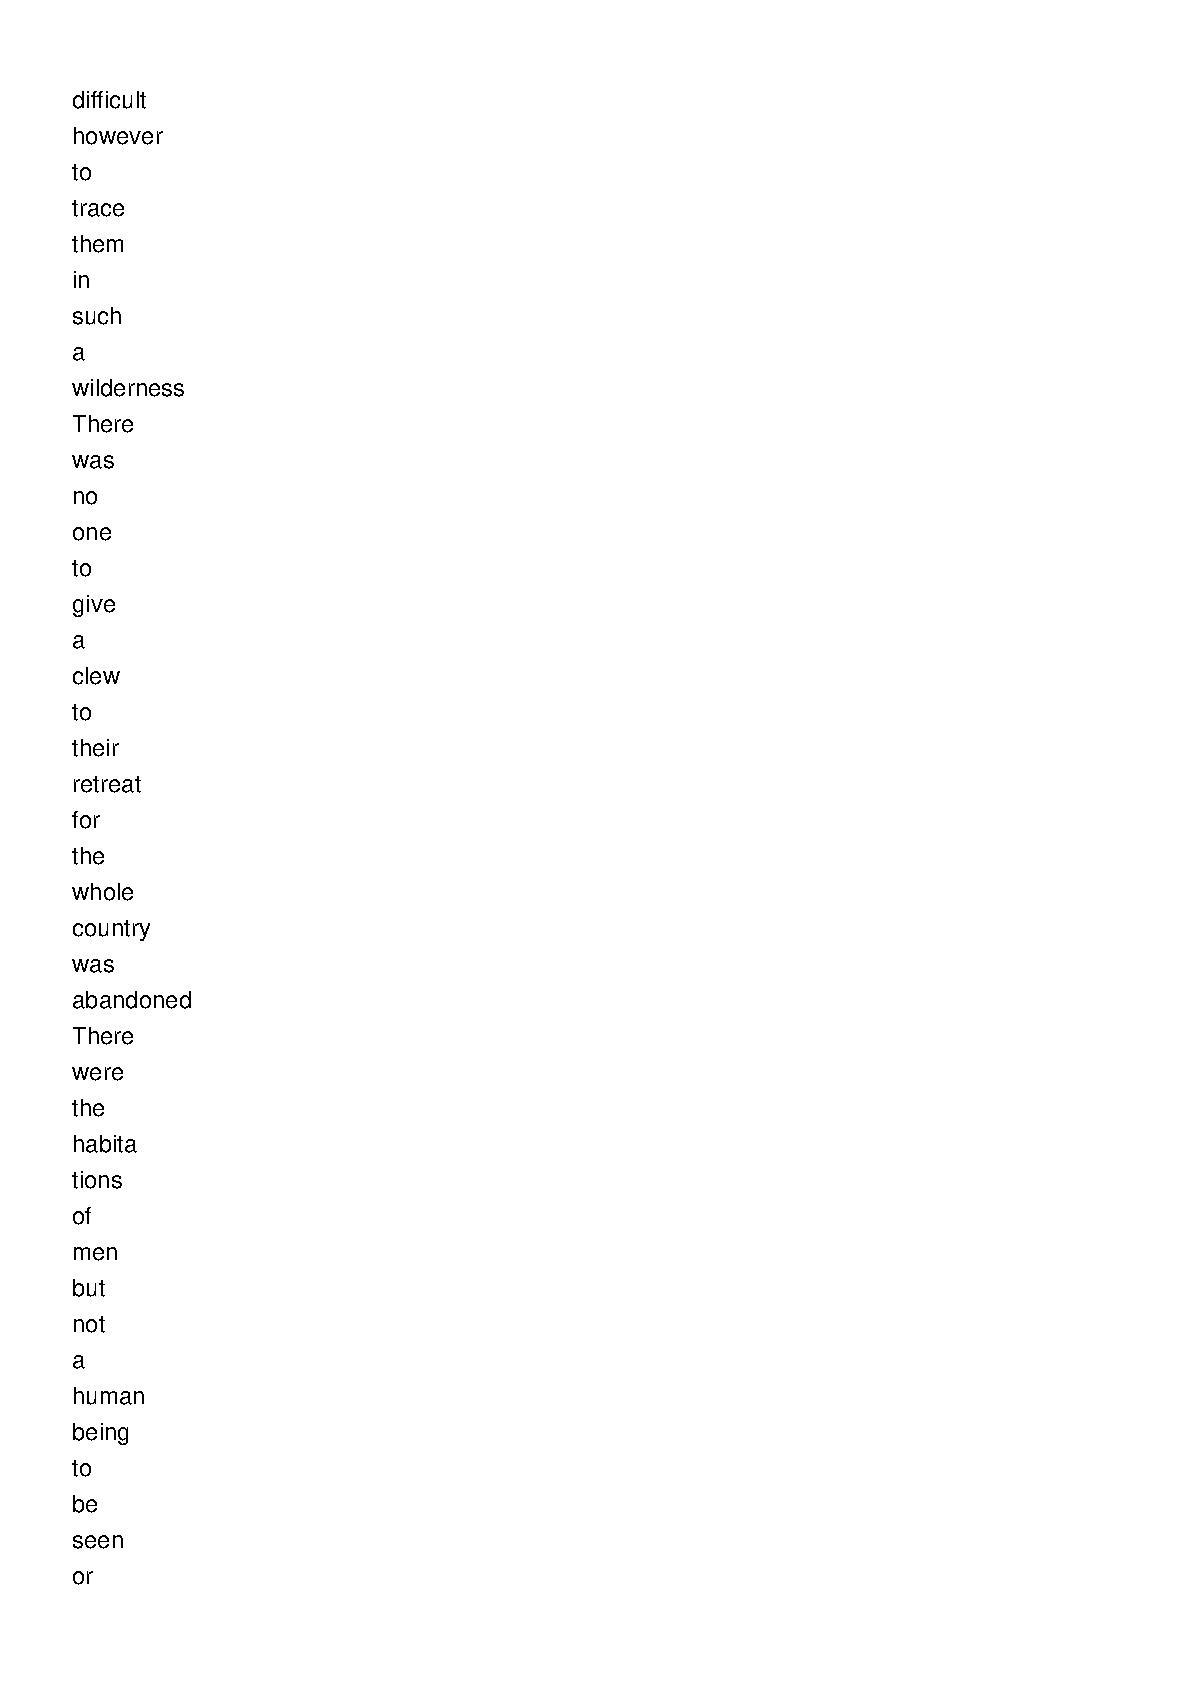 difficult
however
to
trace
them
in
such
a
wilderness
There
was
no
one
to
give
a
clew
to
their
retreat
for
the
whole
country
was
abandoned
There
were
the
habita
tions
of
men
but
not
a
human
being
to
be
seen
or